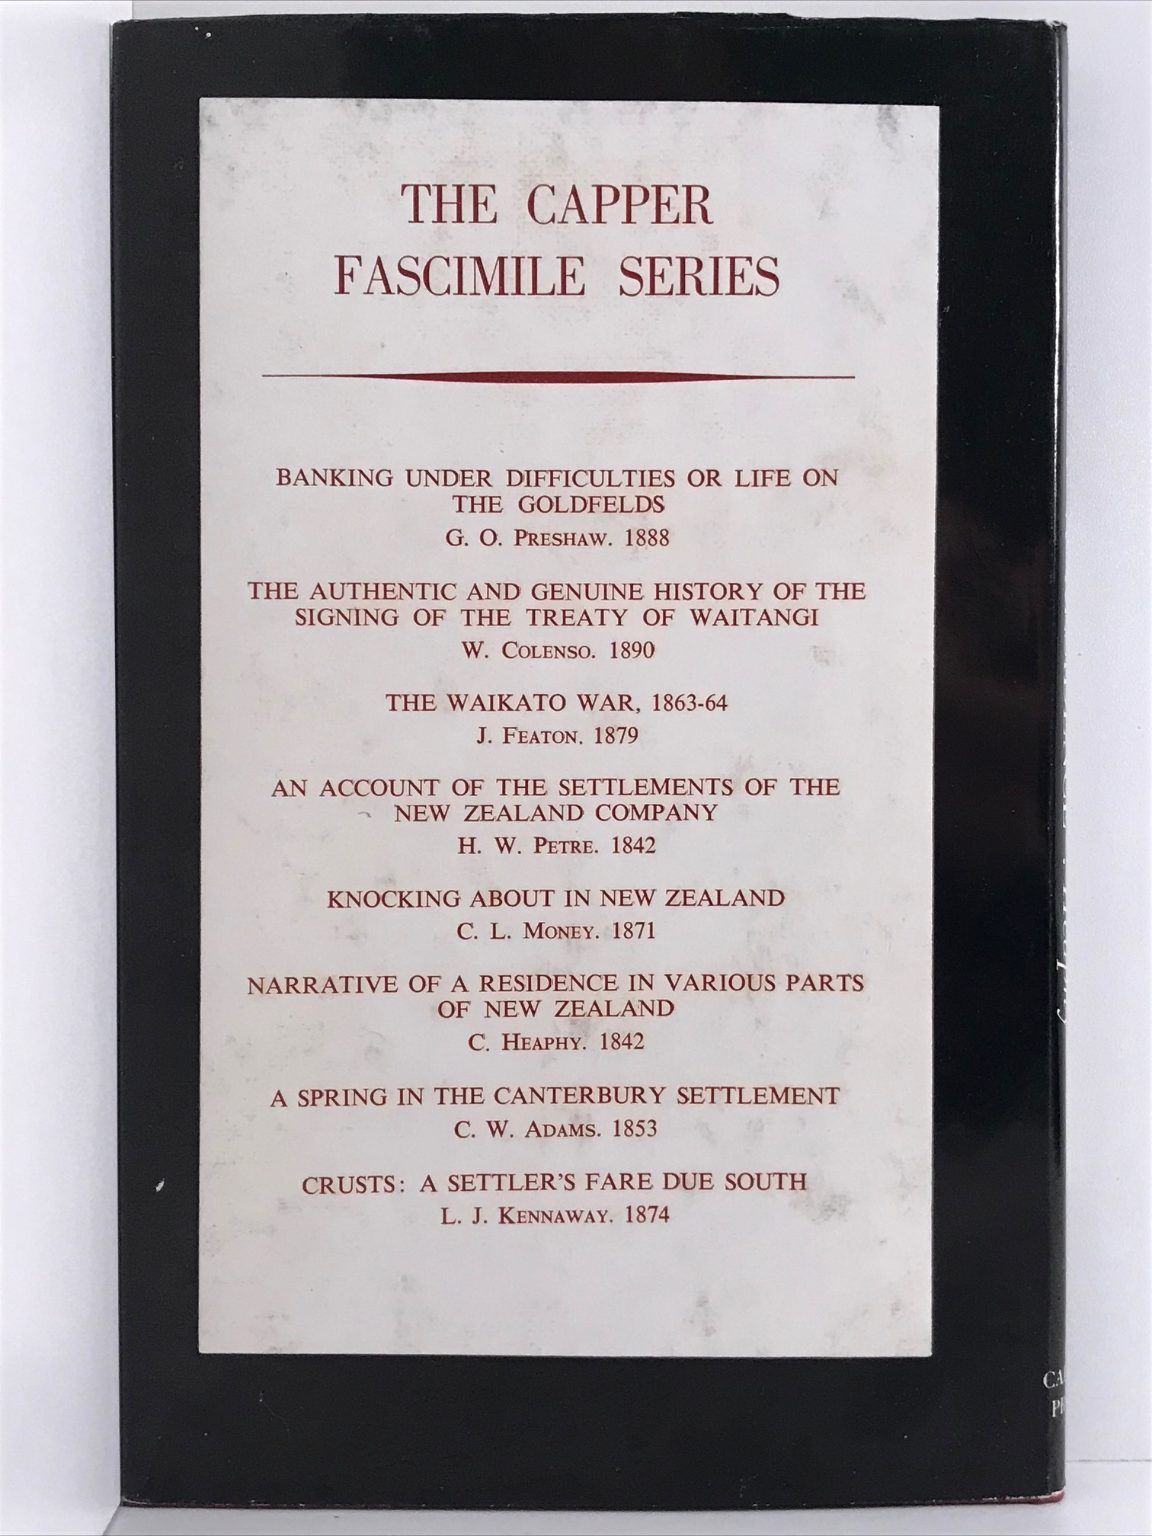 THE CAPPER
FASCIMILE SERIES
BANKING UNDER DIFFICULTIES OR LIFE ON
THE GOLDFELDS
G. O. PRESHAW. 1888
THE AUTHENTIC AND GENUINE HISTORY OF THE
SIGNING OF THE TREATY OF WAITANGI
W. COLENSO. 1890
THE WAIKATO WAR, 1863-64
J. FEATON. 1879
AN ACCOUNT OF THE SETTLEMENTS OF THE
NEW ZEALAND COMPANY
H. W. PETRE. 1842
KNOCKING ABOUT IN NEW ZEALAND
C. L. MONEY. 1871
NARRATIVE OF A RESIDENCE IN VARIOUS PARTS
OF NEW ZEALAND
C. HEAPHY. 1842
A SPRING IN THE CANTERBURY SETTLEMENT
C. W. ADAMS. 1853
CRUSTS: A SETTLER'S FARE DUE SOUTH
L. J. KENNAWAY. 1874